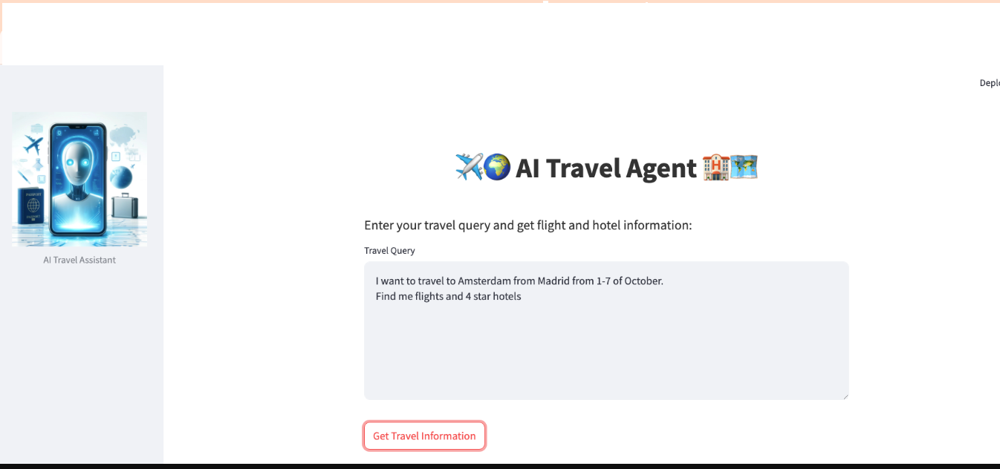 Deplo
✈️🌍 AI Travel Agent 🏨🗺️
AI Travel Assistant
Enter your travel query and get flight and hotel information:
Travel Query
I want to travel to Amsterdam from Madrid from 1-7 of October.
Find me flights and 4 star hotels
Get Travel Information
PASSPORT